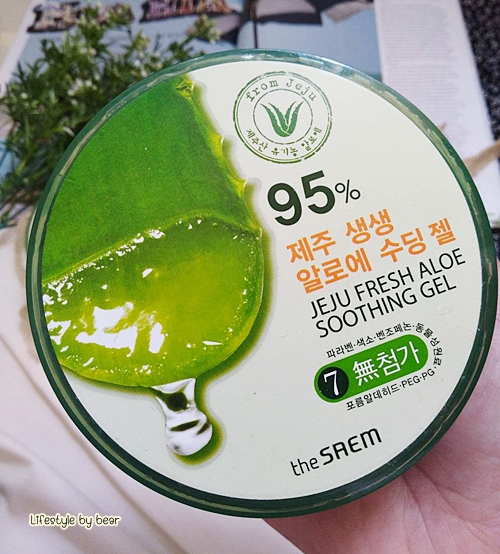 from Jeju
제주산 유기농 알로에
95%
제주 생생
알로에 수딩 젤
JEJU FRESH ALOE
SOOTHING GEL
파라벤·색소·벤조페논·동물성원료·
7 無첨가
포름알데히드·PEG·PG·
the SAEM
Lifestyle by bear